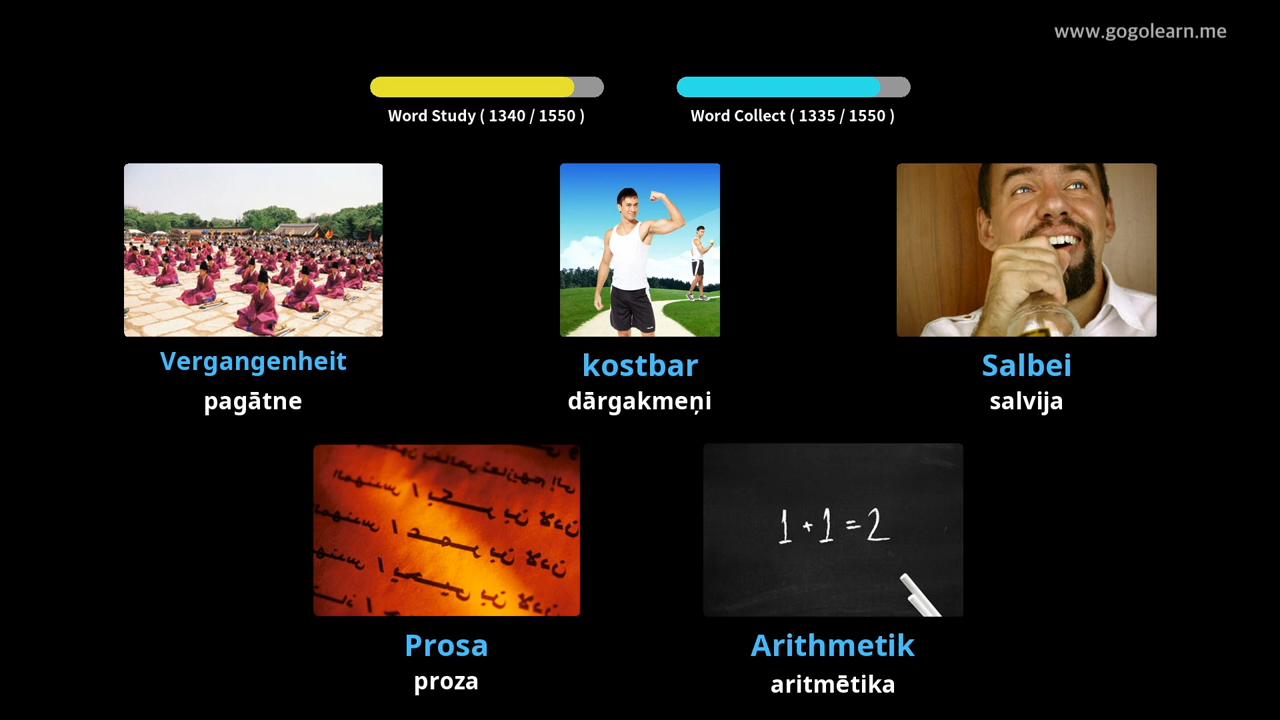 www.gogolearn.me
Word Study ( 1340 / 1550 )
Word Collect ( 1335 / 1550 )
Vergangenheit
pagātne
kostbar
dārgakmeņi
Salbei
salvija
1 + 1 = 2
Prosa
proza
Arithmetik
aritmētika